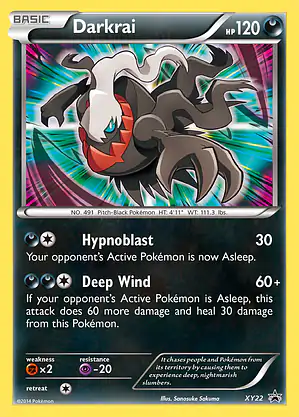 BASIC
Darkrai
HP120
NO. 491 Pitch-Black Pokémon HT: 4'11" WT: 111.3 lbs.
Hypnoblast 30
Your opponent's Active Pokémon is now Asleep.
Deep Wind 60+
If your opponent's Active Pokémon is Asleep, this
attack does 60 more damage and heal 30 damage
from this Pokémon.
weakness
×2
resistance
-20
retreat
It chases people and Pokémon from
its territory by causing them to
experience deep, nightmarish
slumbers.
Illus. Sanosuke Sakuma
XY22
©2014 Pokémon